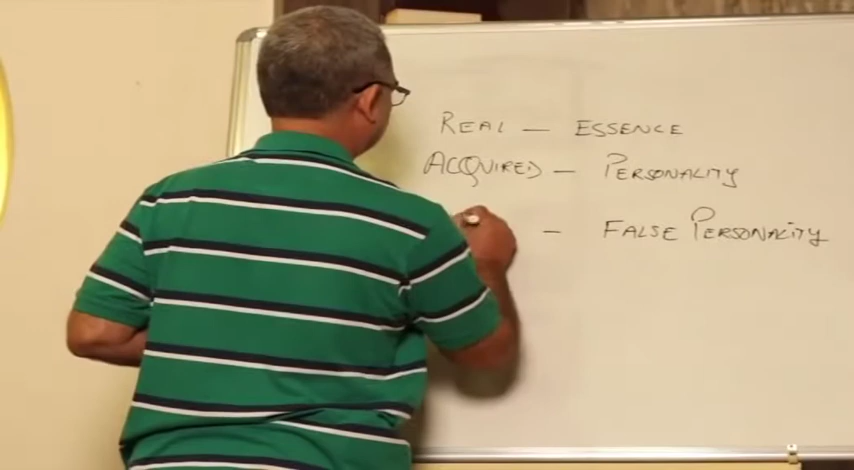 REAL — ESSENCE
ACQUIRED — PERSONALITY
— FALSE PERSONALITY